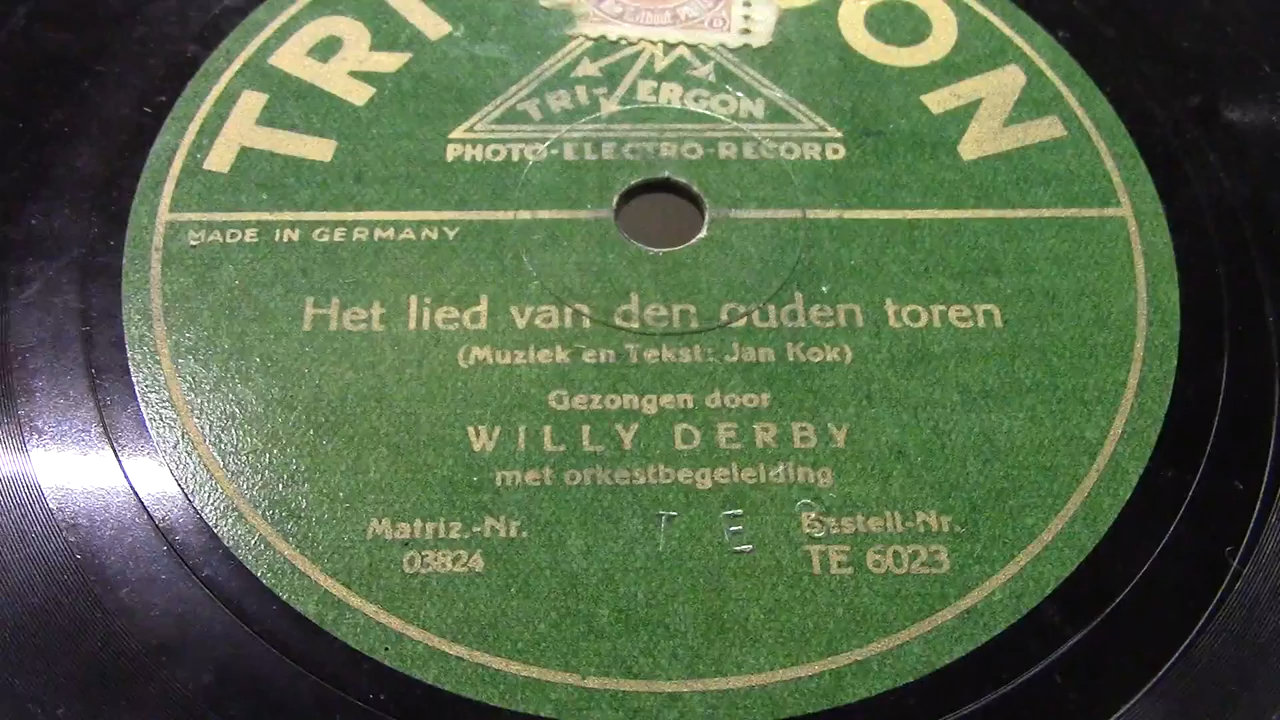 TRI ON
TRI-ERGON
PHOTO-ELECTRO-RECORD
MADE IN GERMANY
Het lied van den ouden toren
(Muziek en Tekst: Jan Kok)
Gezongen door
WILLY DERBY
met orkestbegeleiding
Matriz.-Nr. T E Bestell-Nr.
03824 TE 6023